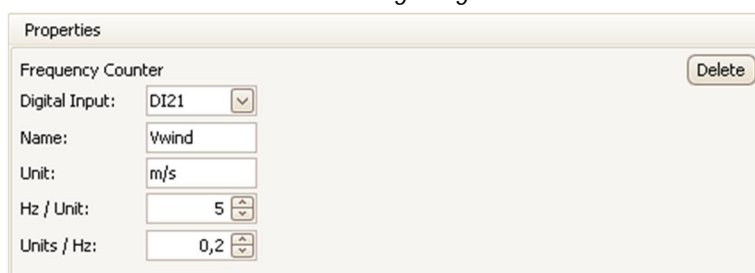 Properties
Frequency Counter Delete
Digital Input: DI21
Name: Vwind
Unit: m/s
Hz / Unit: 5
Units / Hz: 0,2